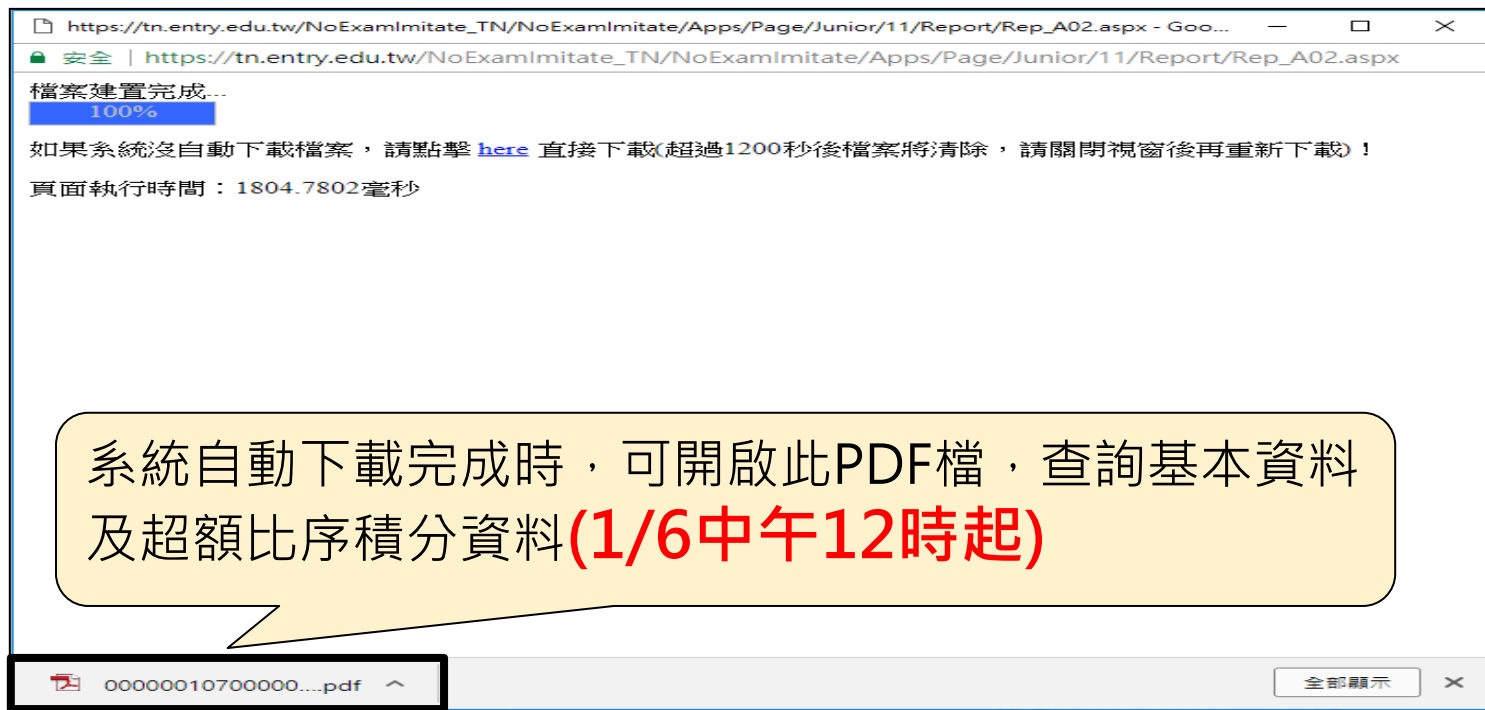 https://tn.entry.edu.tw/NoExamImitate_TN/NoExamImitate/Apps/Page/Junior/11/Report/Rep_A02.aspx - Goo...
安全 | https://tn.entry.edu.tw/NoExamImitate_TN/NoExamImitate/Apps/Page/Junior/11/Report/Rep_A02.aspx
檔案建置完成...
100%
如果系統沒自動下載檔案，請點擊 here 直接下載(超過1200秒後檔案將清除，請關閉視窗後再重新下載)！
頁面執行時間：1804.7802毫秒
系統自動下載完成時，可開啟此PDF檔，查詢基本資料
及超額比序積分資料(1/6中午12時起)
00000010700000....pdf
全部顯示